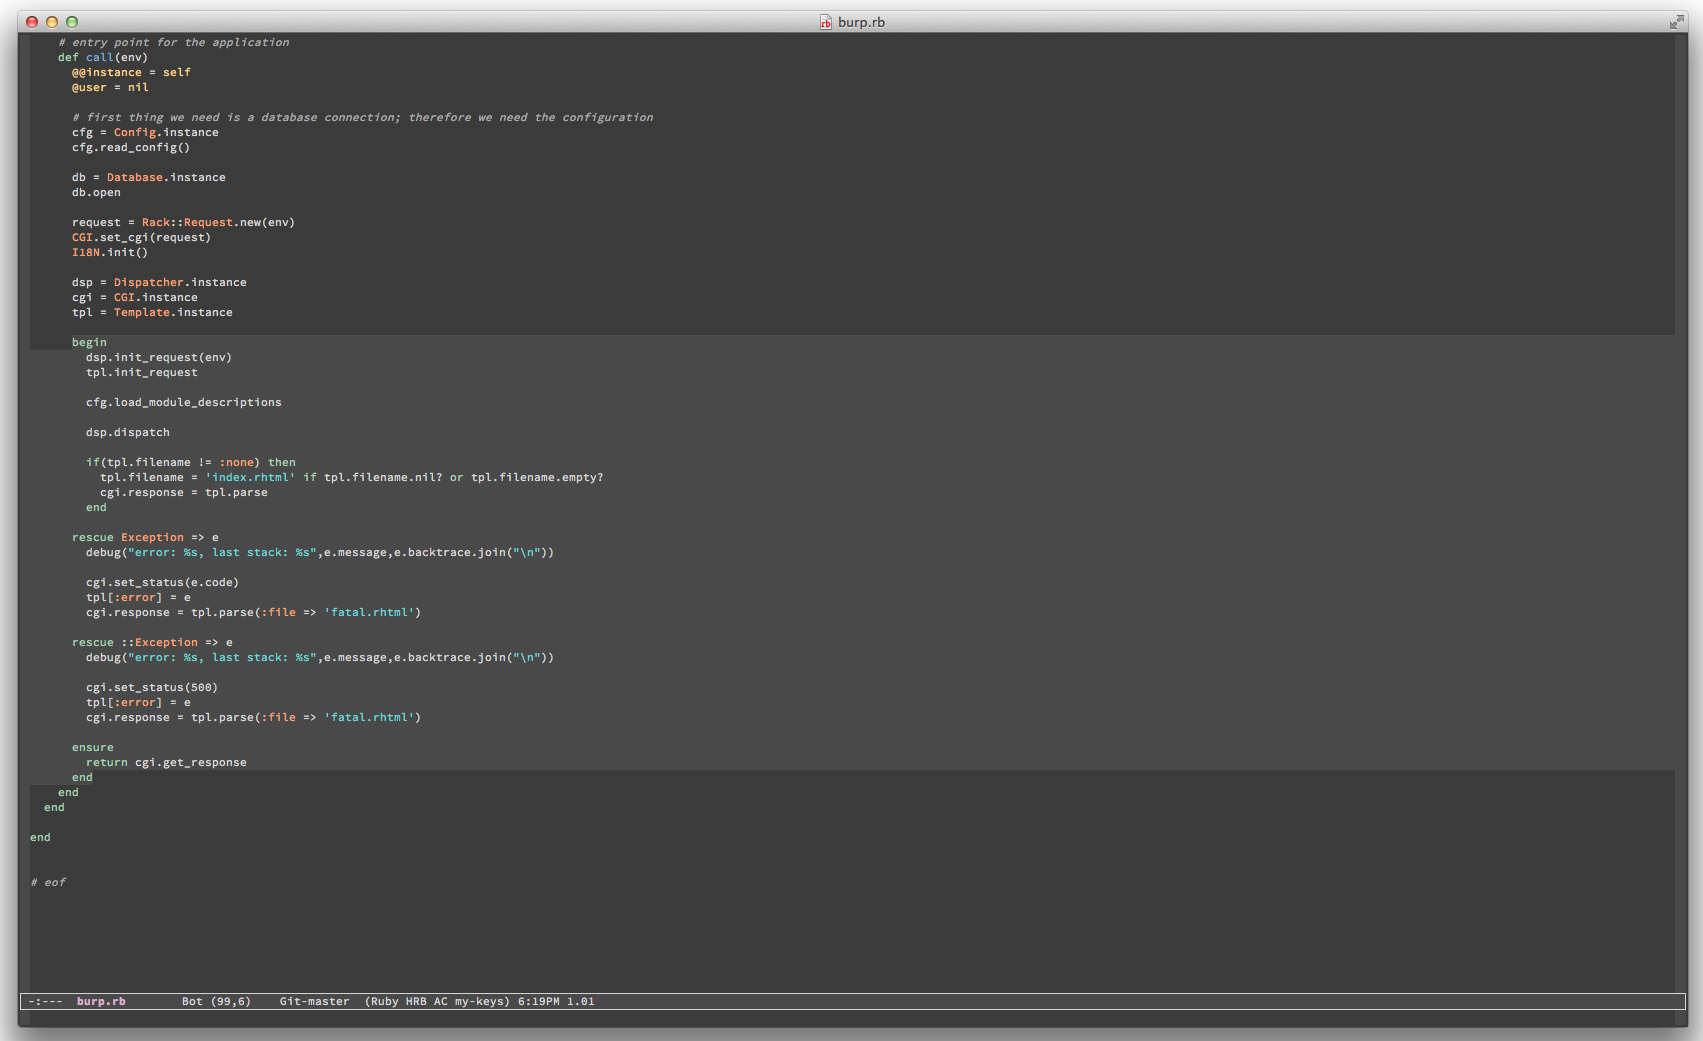 burp.rb
# entry point for the application
def call(env)
@@instance = self
@user = nil
# first thing we need is a database connection; therefore we need the configuration
cfg = Config.instance
cfg.read_config()
db = Database.instance
db.open
request = Rack::Request.new(env)
CGI.set_cgi(request)
I18N.init()
dsp = Dispatcher.instance
cgi = CGI.instance
tpl = Template.instance
begin
dsp.init_request(env)
tpl.init_request
cfg.load_module_descriptions
dsp.dispatch
if(tpl.filename != :none) then
tpl.filename = 'index.rhtml' if tpl.filename.nil? or tpl.filename.empty?
cgi.response = tpl.parse
end
rescue Exception => e
debug("error: %s, last stack: %s",e.message,e.backtrace.join("\n"))
cgi.set_status(e.code)
tpl[:error] = e
cgi.response = tpl.parse(:file => 'fatal.rhtml')
rescue ::Exception => e
debug("error: %s, last stack: %s",e.message,e.backtrace.join("\n"))
cgi.set_status(500)
tpl[:error] = e
cgi.response = tpl.parse(:file => 'fatal.rhtml')
ensure
return cgi.get_response
end
end
end
end
# eof
-:--- burp.rb Bot (99,6) Git-master (Ruby HRB AC my-keys) 6:19PM 1.01